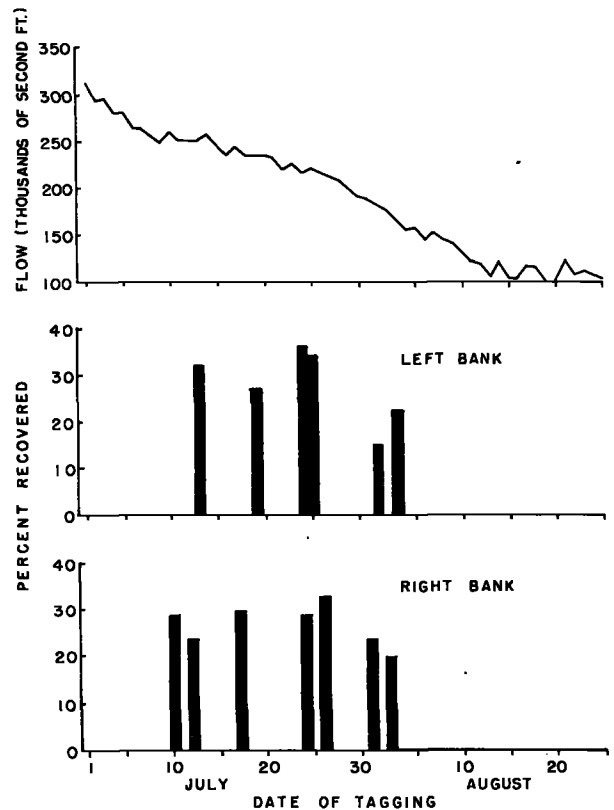 FLOW (THOUSANDS OF SECOND FT.)
350
300
250
200
150
100
PERCENT RECOVERED
40
30
20
10
0
LEFT BANK
40
30
20
10
0
RIGHT BANK
1 10 20 30 10 20
JULY AUGUST
DATE OF TAGGING